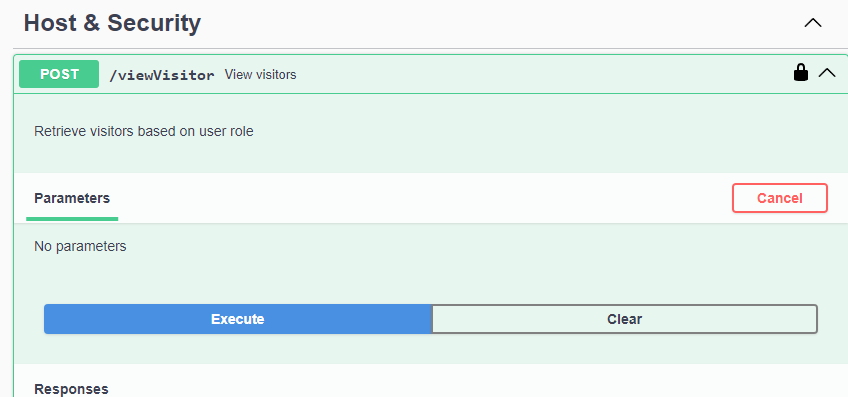 Host & Security
POST /viewVisitor View visitors
Retrieve visitors based on user role
Parameters Cancel
No parameters
Execute Clear
Responses